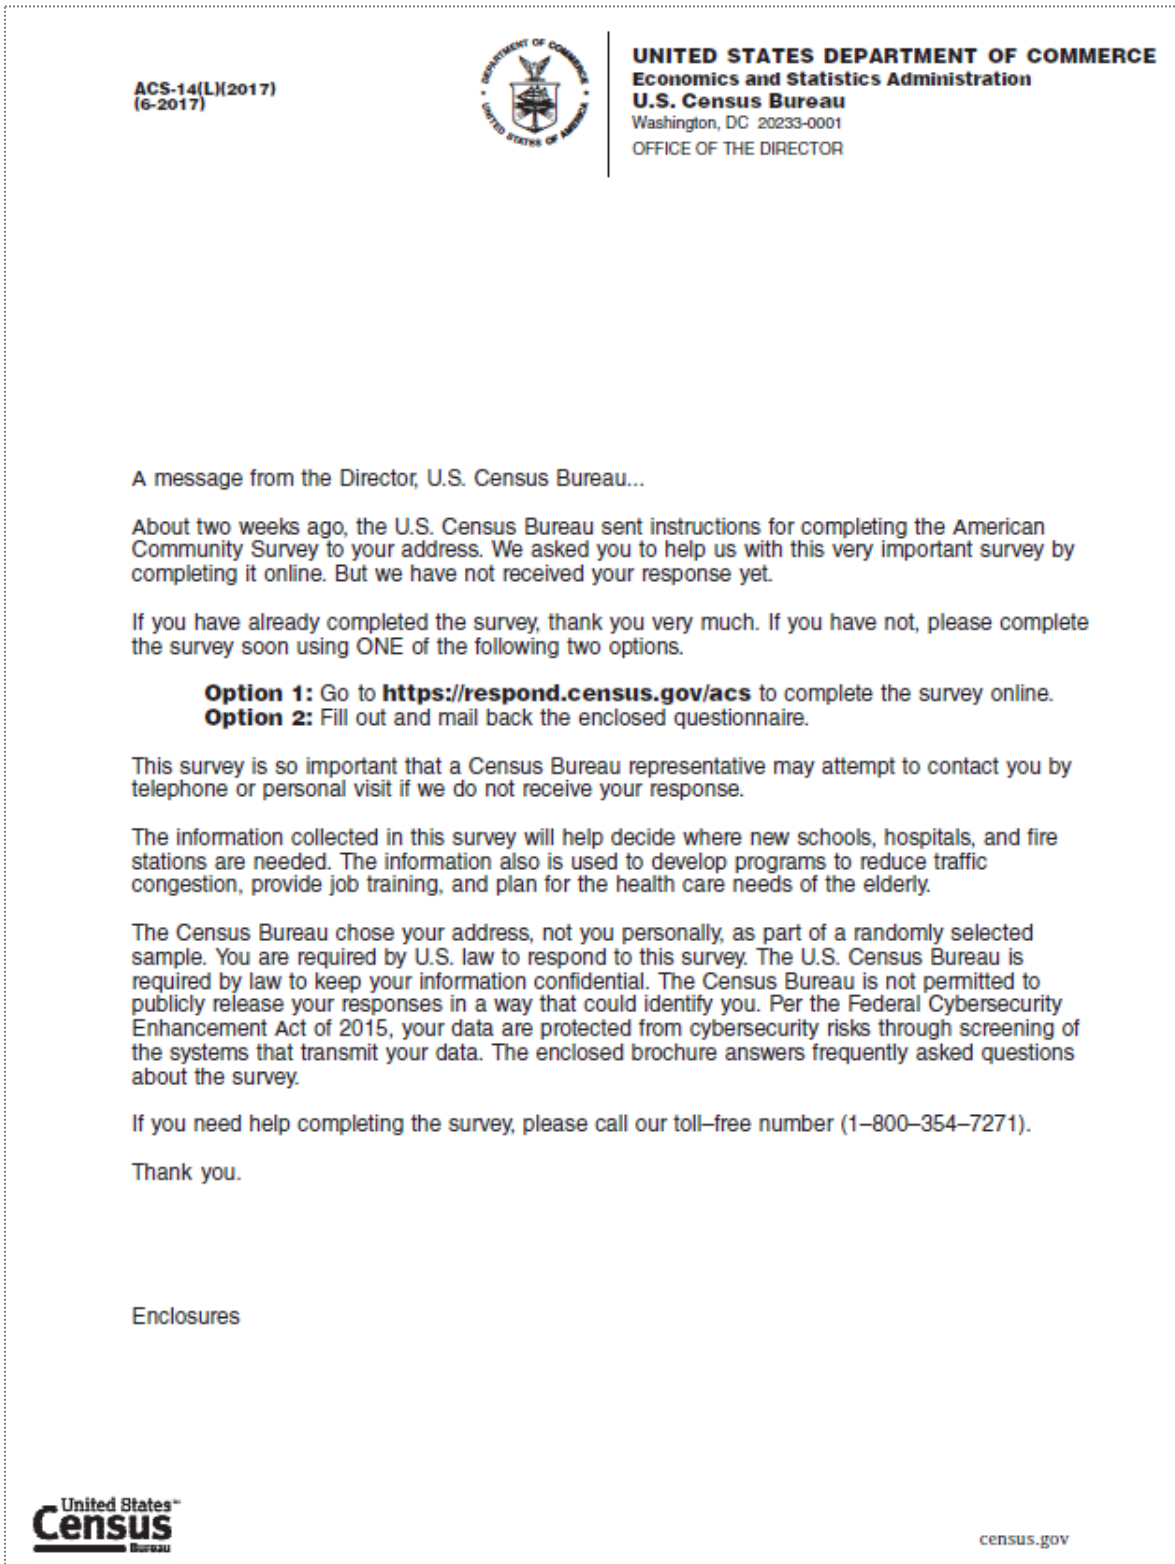 ACS-14(L)(2017)
(6-2017)
DEPARTMENT OF COMMERCE
UNITED STATES OF AMERICA
UNITED STATES DEPARTMENT OF COMMERCE
Economics and Statistics Administration
U.S. Census Bureau
Washington, DC 20233-0001
OFFICE OF THE DIRECTOR
A message from the Director, U.S. Census Bureau...
About two weeks ago, the U.S. Census Bureau sent instructions for completing the American
Community Survey to your address. We asked you to help us with this very important survey by
completing it online. But we have not received your response yet.
If you have already completed the survey, thank you very much. If you have not, please complete
the survey soon using ONE of the following two options.
Option 1: Go to https://respond.census.gov/acs to complete the survey online.
Option 2: Fill out and mail back the enclosed questionnaire.
This survey is so important that a Census Bureau representative may attempt to contact you by
telephone or personal visit if we do not receive your response.
The information collected in this survey will help decide where new schools, hospitals, and fire
stations are needed. The information also is used to develop programs to reduce traffic
congestion, provide job training, and plan for the health care needs of the elderly.
The Census Bureau chose your address, not you personally, as part of a randomly selected
sample. You are required by U.S. law to respond to this survey. The U.S. Census Bureau is
required by law to keep your information confidential. The Census Bureau is not permitted to
publicly release your responses in a way that could identify you. Per the Federal Cybersecurity
Enhancement Act of 2015, your data are protected from cybersecurity risks through screening of
the systems that transmit your data. The enclosed brochure answers frequently asked questions
about the survey.
If you need help completing the survey, please call our toll–free number (1–800–354–7271).
Thank you.
Enclosures
United States™
Census
Bureau
census.gov